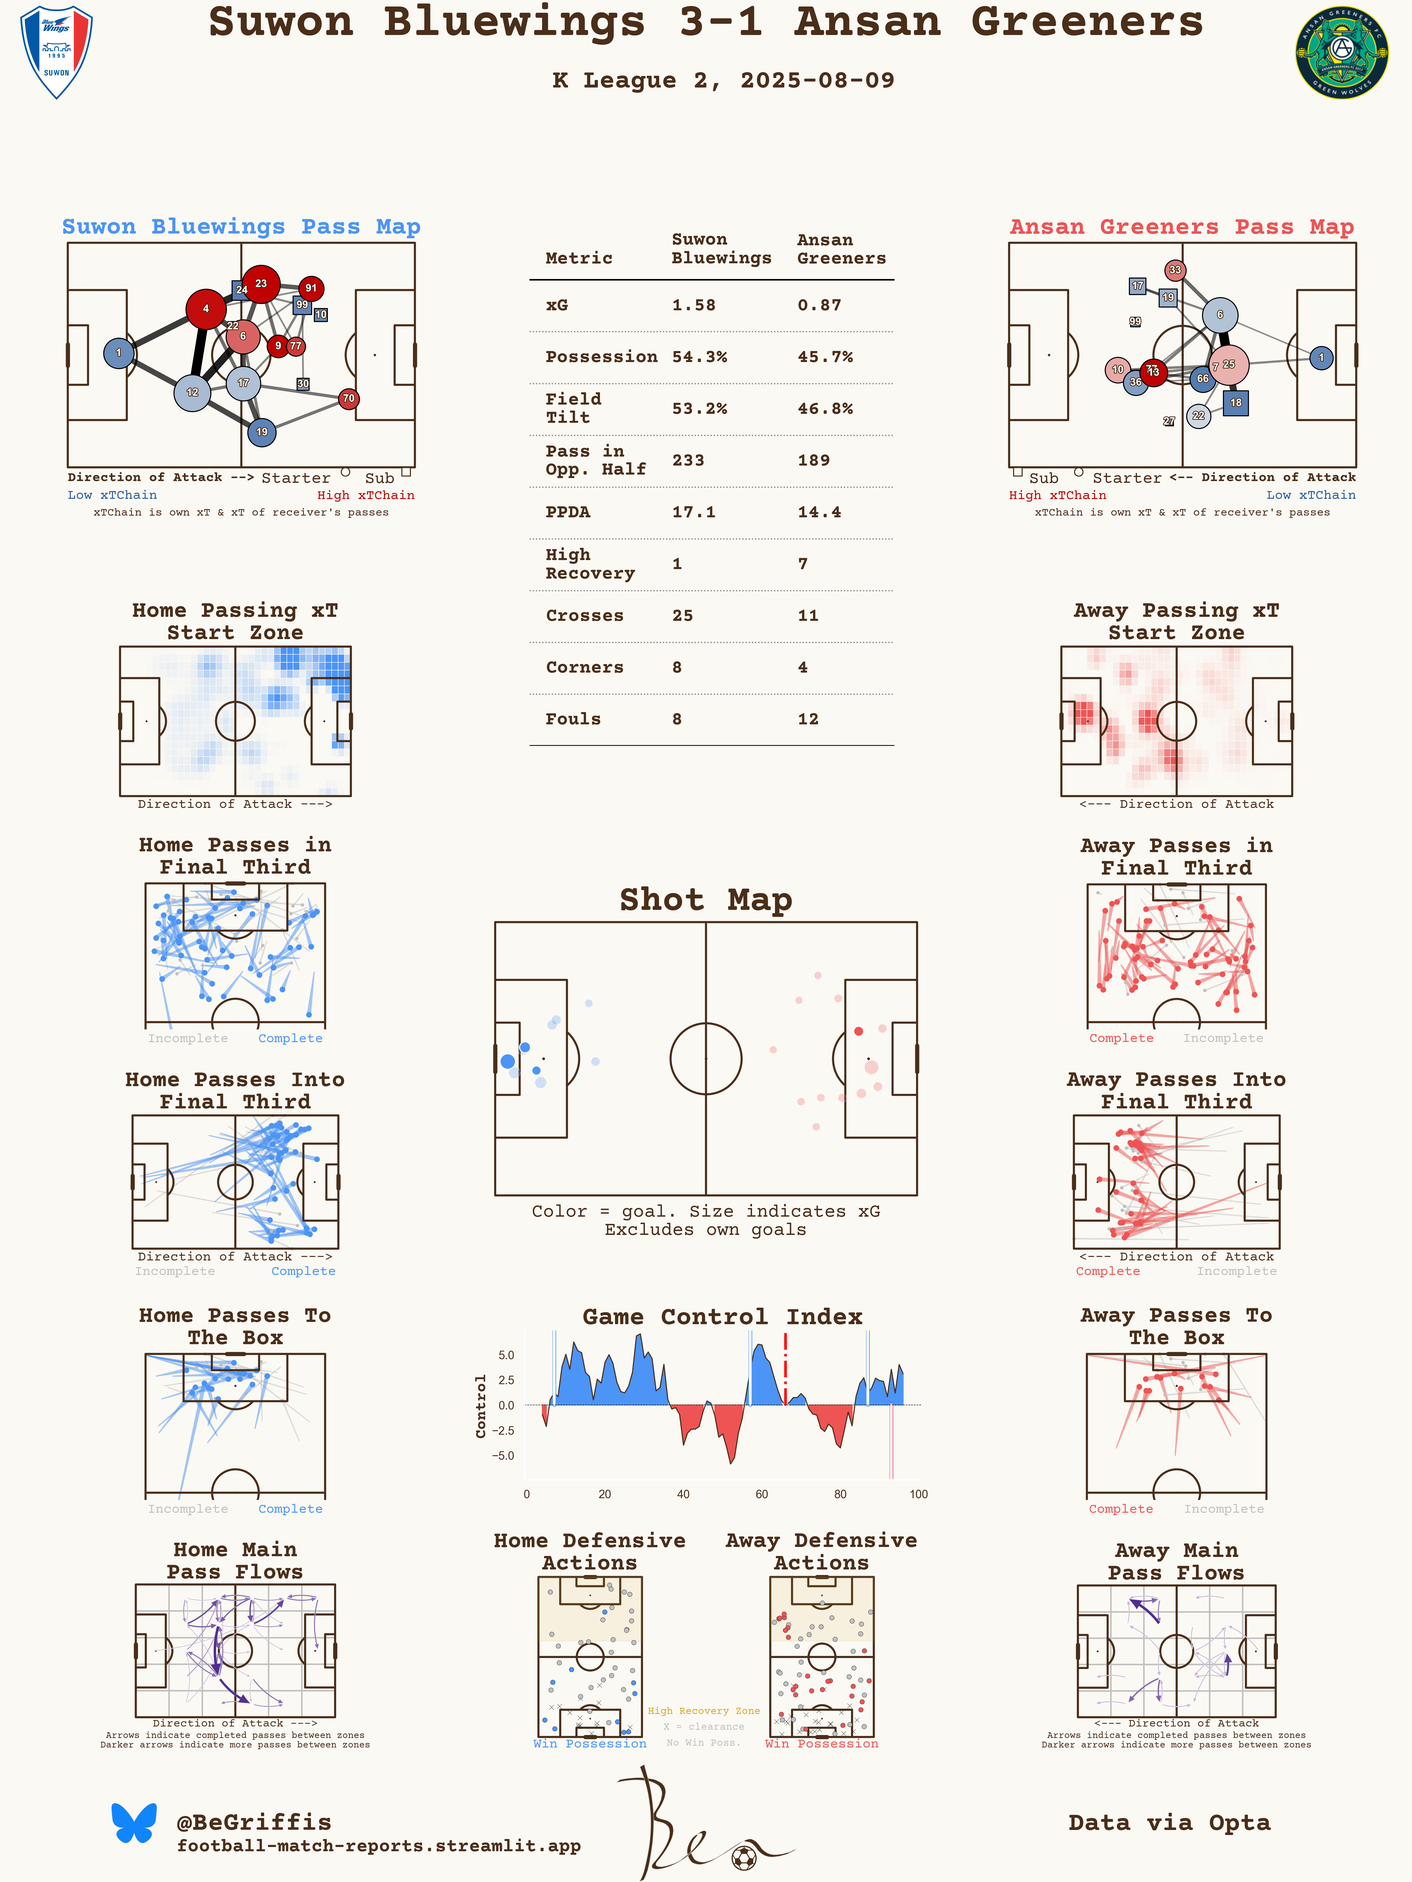 Suwon Bluewings 3-1 Ansan Greeners
K League 2, 2025-08-09
Blue Wings
1995
SUWON
ANSAN GREENERS FC
GREEN WOLVES
Suwon Bluewings Pass Map
1
4
12
24
23
22
6
17
19
9
77
91
99
10
30
70
Direction of Attack --> Starter Sub
Low xTChain High xTChain
xTChain is own xT & xT of receiver's passes
Metric Suwon Bluewings Ansan Greeners
xG 1.58 0.87
Possession 54.3% 45.7%
Field Tilt 53.2% 46.8%
Pass in Opp. Half 233 189
PPDA 17.1 14.4
High Recovery 1 7
Crosses 25 11
Corners 8 4
Fouls 8 12
Ansan Greeners Pass Map
33
17
19
99
6
10
13
36
7
25
66
1
18
22
27
Sub Starter <-- Direction of Attack
High xTChain Low xTChain
xTChain is own xT & xT of receiver's passes
Home Passing xT
Start Zone
Direction of Attack --->
Away Passing xT
Start Zone
<--- Direction of Attack
Home Passes in
Final Third
Incomplete Complete
Away Passes in
Final Third
Complete Incomplete
Shot Map
Color = goal. Size indicates xG
Excludes own goals
Home Passes Into
Final Third
Direction of Attack --->
Incomplete Complete
Away Passes Into
Final Third
<--- Direction of Attack
Complete Incomplete
Home Passes To
The Box
Incomplete Complete
Game Control Index
Control
5.0
2.5
0.0
−2.5
−5.0
0 20 40 60 80 100
Away Passes To
The Box
Complete Incomplete
Home Main
Pass Flows
Direction of Attack --->
Arrows indicate completed passes between zones
Darker arrows indicate more passes between zones
Home Defensive
Actions
Win Possession
High Recovery Zone
X = clearance
No Win Poss.
Away Defensive
Actions
Win Possession
Away Main
Pass Flows
<--- Direction of Attack
Arrows indicate completed passes between zones
Darker arrows indicate more passes between zones
@BeGriffis
football-match-reports.streamlit.app
Ben
Data via Opta